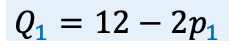 Q₁ = 12 − 2p₁